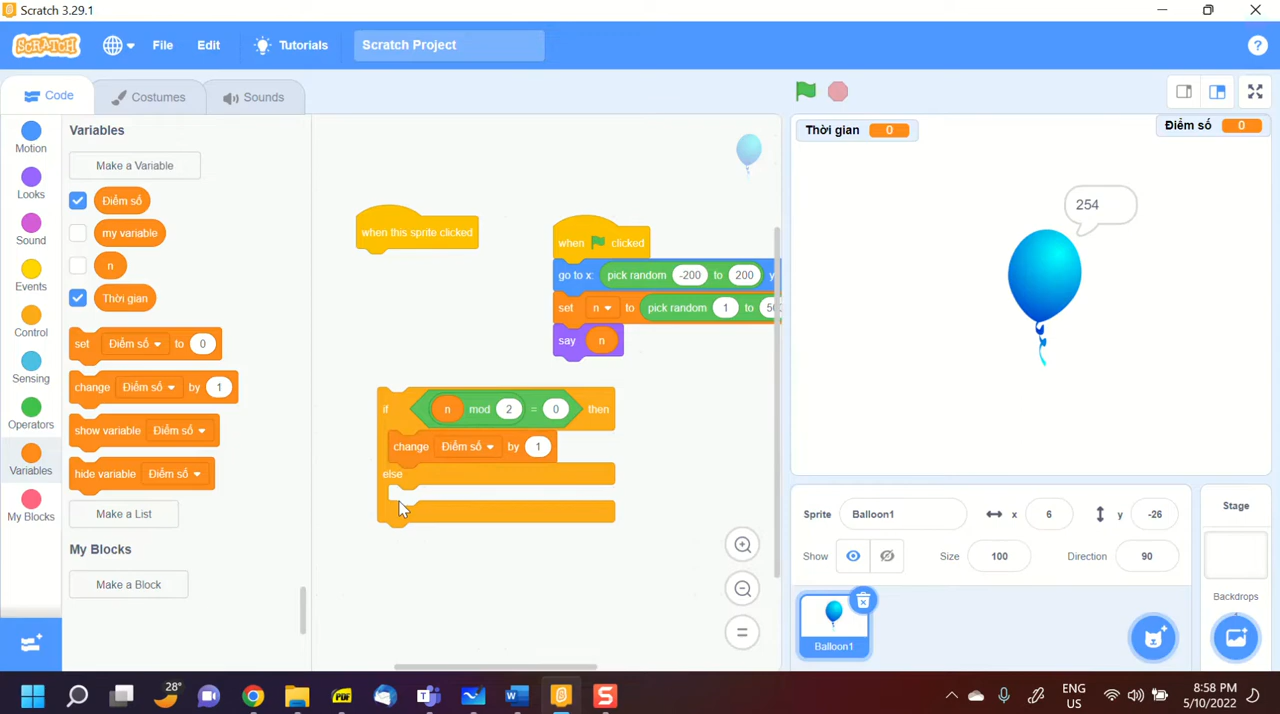 Scratch 3.29.1
SCRATCH
File
Edit
Tutorials
Scratch Project
?
Code
Costumes
Sounds
Motion
Looks
Sound
Events
Control
Sensing
Operators
Variables
My Blocks
Variables
Make a Variable
Điểm số
my variable
n
Thời gian
set Điểm số to 0
change Điểm số by 1
show variable Điểm số
hide variable Điểm số
Make a List
My Blocks
Make a Block
when this sprite clicked
when clicked
go to x: pick random -200 to 200 y
set n to pick random 1 to
say n
if n mod 2 = 0 then
change Điểm số by 1
else
Thời gian 0
Điểm số 0
254
Sprite Balloon1 x 6 y -26
Show Size 100 Direction 90
Balloon1
Stage
Backdrops
28°
PDF
ENG
US
8:58 PM
5/10/2022